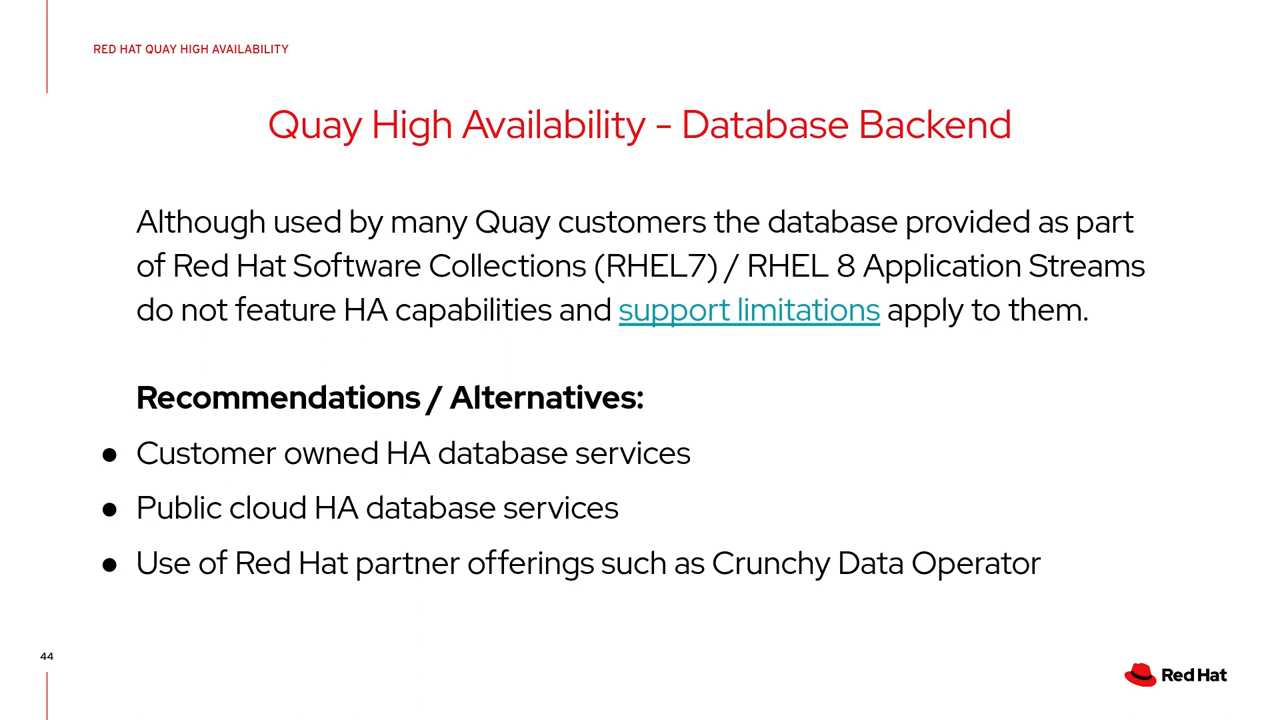 RED HAT QUAY HIGH AVAILABILITY
Quay High Availability - Database Backend
Although used by many Quay customers the database provided as part
of Red Hat Software Collections (RHEL7) / RHEL 8 Application Streams
do not feature HA capabilities and support limitations apply to them.
Recommendations / Alternatives:
● Customer owned HA database services
● Public cloud HA database services
● Use of Red Hat partner offerings such as Crunchy Data Operator
44
Red Hat